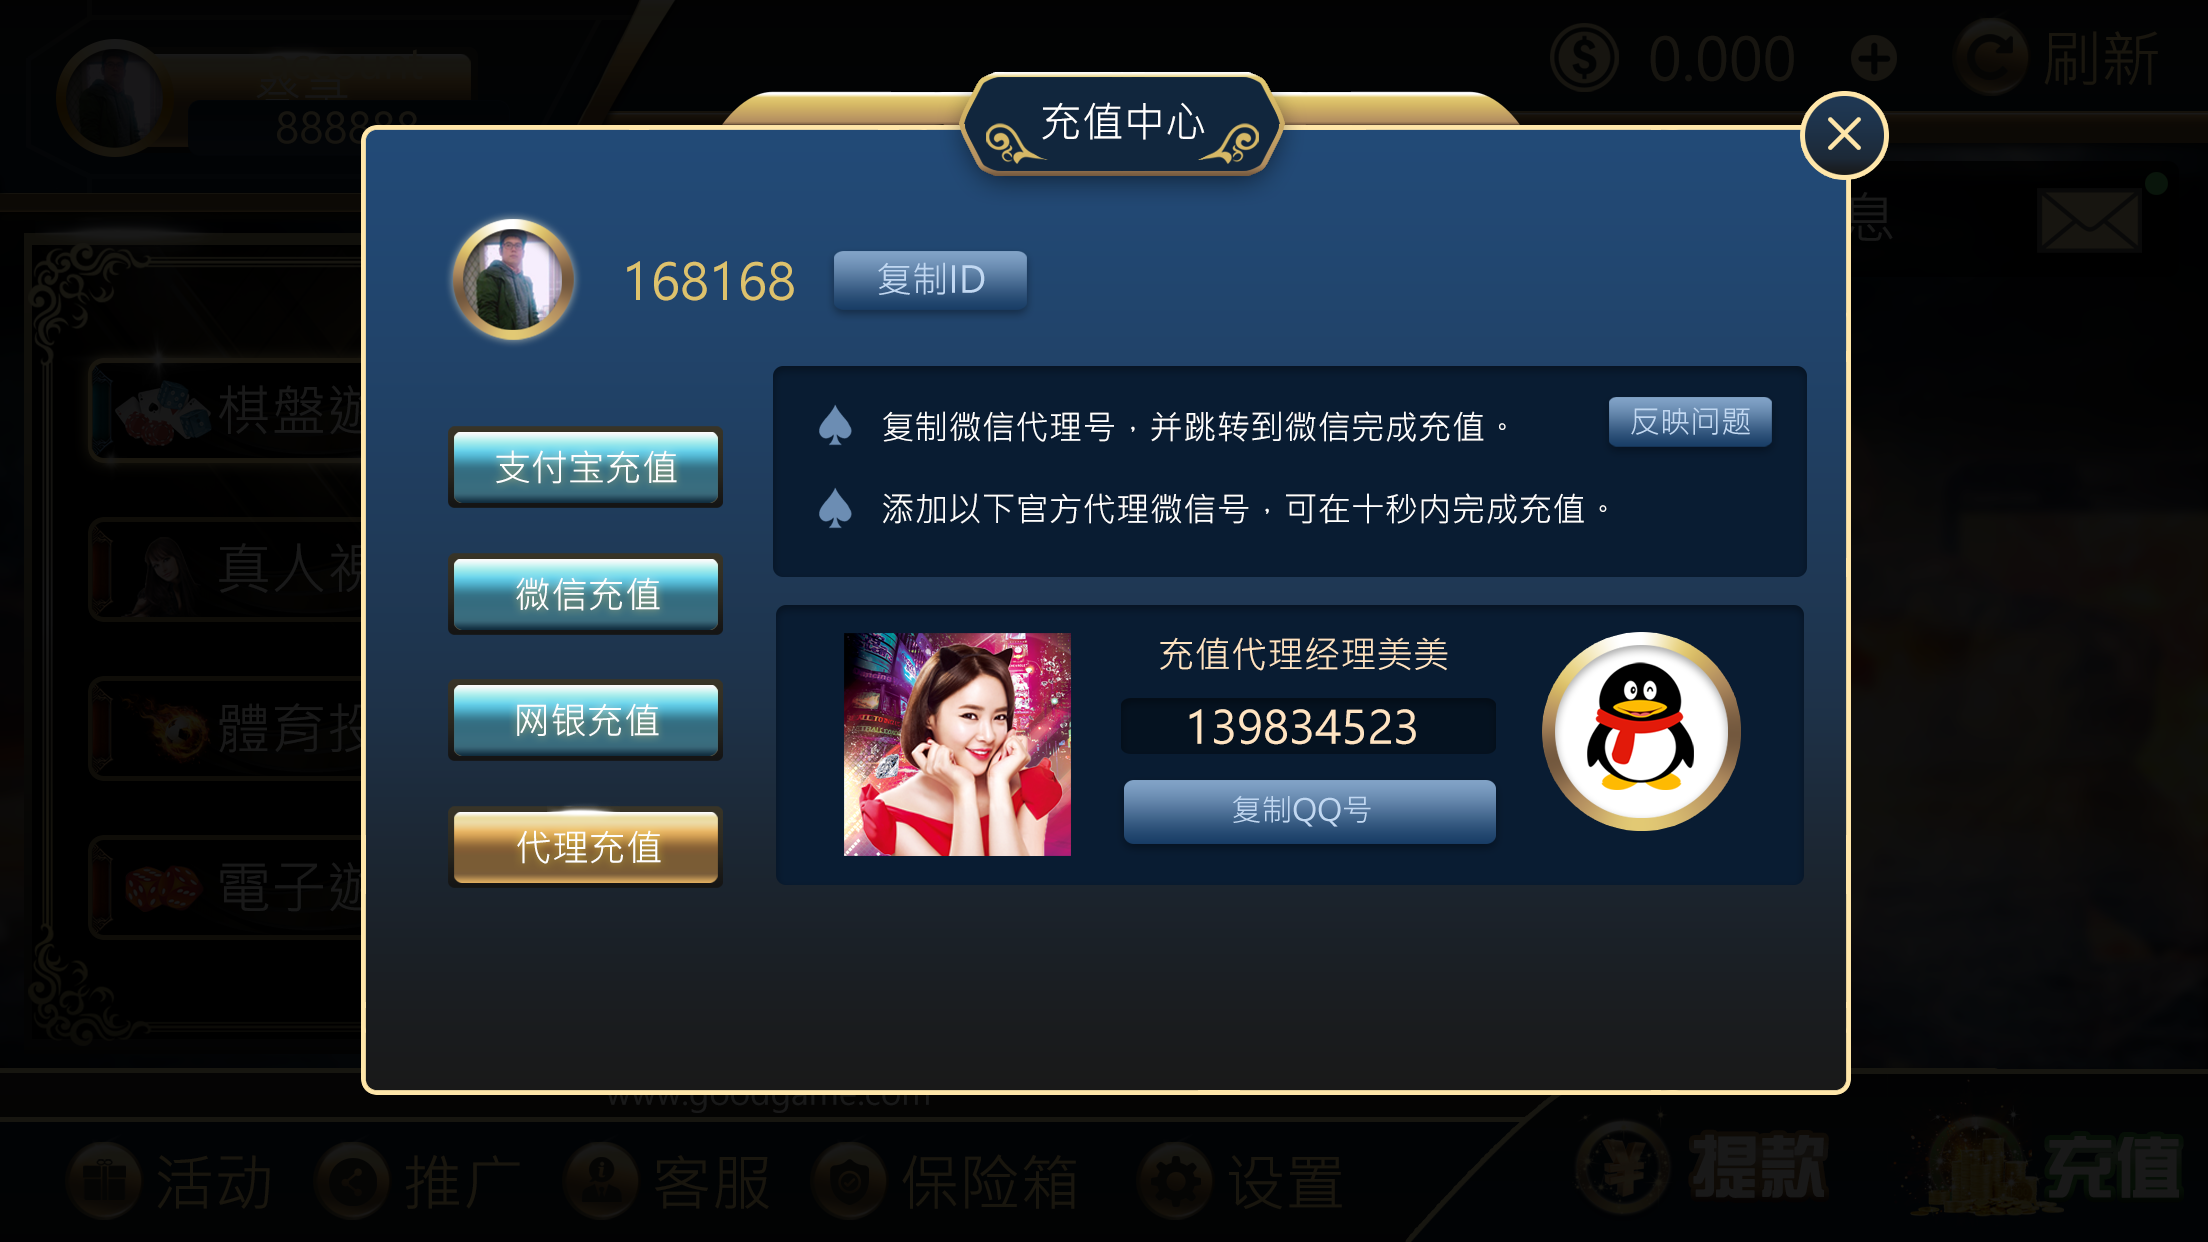 888888
0.000
刷新
充值中心
息
168168
复制ID
棋盤遊
真人視
體育投
電子遊
支付宝充值
微信充值
网银充值
代理充值
复制微信代理号，并跳转到微信完成充值。
反映问题
添加以下官方代理微信号，可在十秒内完成充值。
充值代理经理美美
139834523
复制QQ号
www.goodgame.com
活动
推广
客服
保险箱
设置
提款
充值